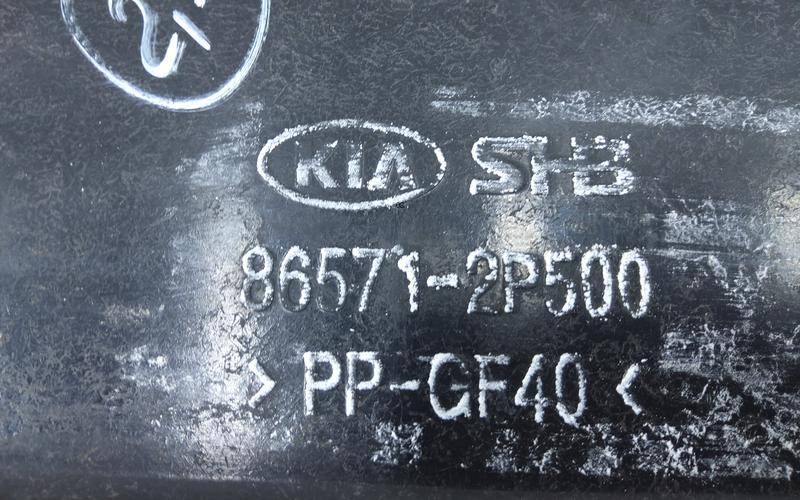 KIA SHB
86571-2P500
> PP-GF40 <